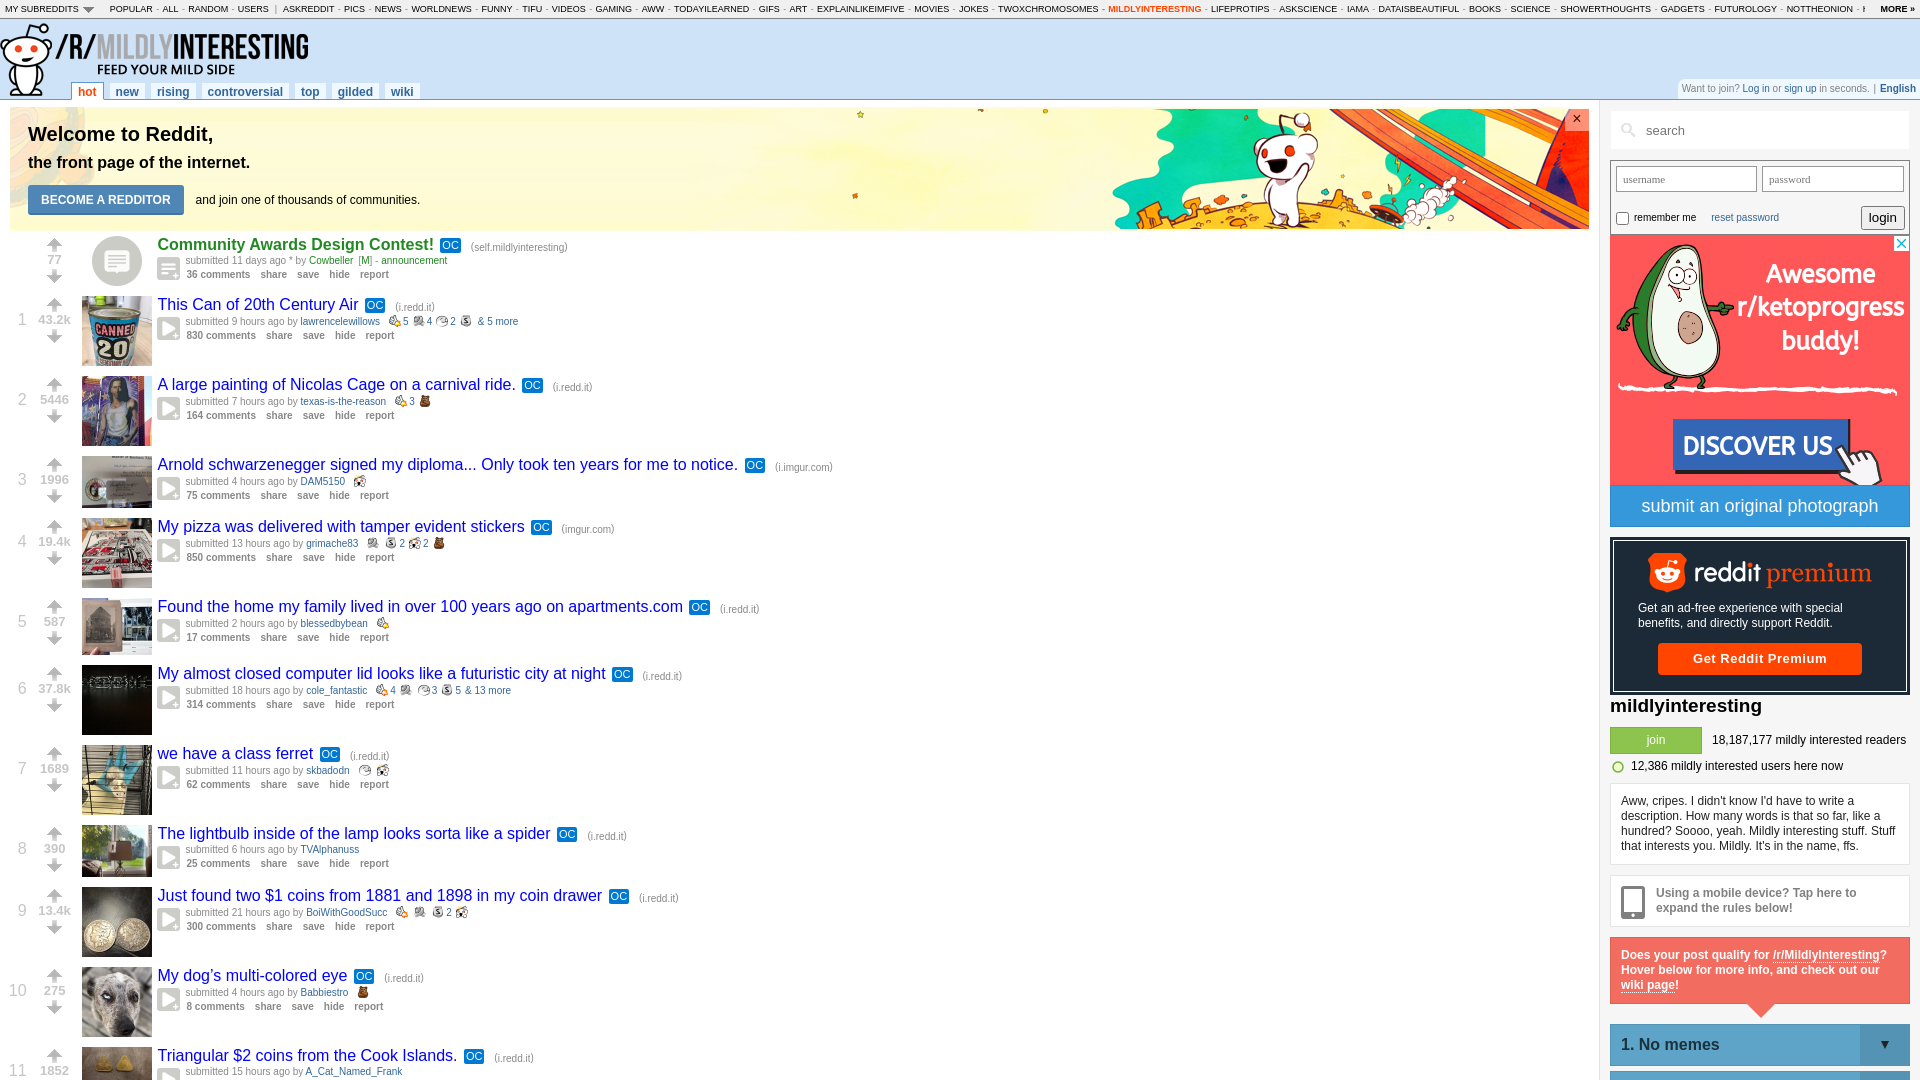 MY SUBREDDITS POPULAR - ALL - RANDOM - USERS | ASKREDDIT - PICS - NEWS - WORLDNEWS - FUNNY - TIFU - VIDEOS - GAMING - AWW - TODAYILEARNED - GIFS - ART - EXPLAINLIKEIMFIVE - MOVIES - JOKES - TWOXCHROMOSOMES - MILDLYINTERESTING - LIFEPROTIPS - ASKSCIENCE - IAMA - DATAISBEAUTIFUL - BOOKS - SCIENCE - SHOWERTHOUGHTS - GADGETS - FUTUROLOGY - NOTTHEONION - MORE »
/R/MILDLYINTERESTING
FEED YOUR MILD SIDE
hot new rising controversial top gilded wiki
Want to join? Log in or sign up in seconds. | English
Welcome to Reddit,
the front page of the internet.
BECOME A REDDITOR and join one of thousands of communities.
×
77
Community Awards Design Contest! OC (self.mildlyinteresting)
submitted 11 days ago * by Cowbeller [M] - announcement
36 comments share save hide report
1 43.2k
CANNED
20
This Can of 20th Century Air OC (i.redd.it)
submitted 9 hours ago by lawrencelewillows 5 4 2 & 5 more
830 comments share save hide report
2 5446
A large painting of Nicolas Cage on a carnival ride. OC (i.redd.it)
submitted 7 hours ago by texas-is-the-reason 3
164 comments share save hide report
3 1996
Arnold schwarzenegger signed my diploma... Only took ten years for me to notice. OC (i.imgur.com)
submitted 4 hours ago by DAM5150
75 comments share save hide report
4 19.4k
My pizza was delivered with tamper evident stickers OC (imgur.com)
submitted 13 hours ago by grimache83 2 2
850 comments share save hide report
5 587
Found the home my family lived in over 100 years ago on apartments.com OC (i.redd.it)
submitted 2 hours ago by blessedbybean
17 comments share save hide report
6 37.8k
My almost closed computer lid looks like a futuristic city at night OC (i.redd.it)
submitted 18 hours ago by cole_fantastic 4 3 5 & 13 more
314 comments share save hide report
7 1689
we have a class ferret OC (i.redd.it)
submitted 11 hours ago by skbadodn
62 comments share save hide report
8 390
The lightbulb inside of the lamp looks sorta like a spider OC (i.redd.it)
submitted 6 hours ago by TVAlphanuss
25 comments share save hide report
9 13.4k
Just found two $1 coins from 1881 and 1898 in my coin drawer OC (i.redd.it)
submitted 21 hours ago by BoiWithGoodSucc 2
300 comments share save hide report
10 275
My dog’s multi-colored eye OC (i.redd.it)
submitted 4 hours ago by Babbiestro
8 comments share save hide report
11 1852
Triangular $2 coins from the Cook Islands. OC (i.redd.it)
submitted 15 hours ago by A_Cat_Named_Frank
search
username password
remember me reset password login
Awesome
r/ketoprogress
buddy!
DISCOVER US
submit an original photograph
reddit premium
Get an ad-free experience with special
benefits, and directly support Reddit.
Get Reddit Premium
mildlyinteresting
join 18,187,177 mildly interested readers
12,386 mildly interested users here now
Aww, cripes. I didn't know I'd have to write a
description. How many words is that so far, like a
hundred? Soooo, yeah. Mildly interesting stuff. Stuff
that interests you. Mildly. It's in the name, ffs.
Using a mobile device? Tap here to
expand the rules below!
Does your post qualify for /r/MildlyInteresting?
Hover below for more info, and check out our
wiki page!
1. No memes ▼